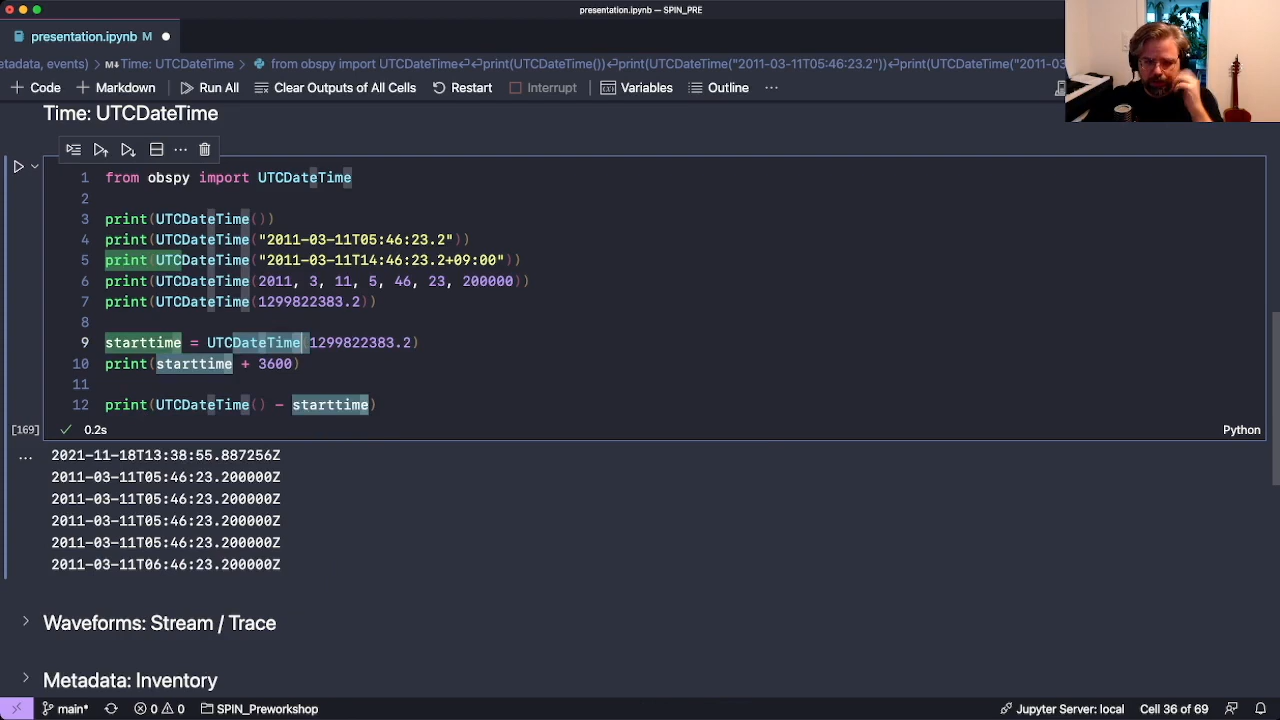 presentation.ipynb — SPIN_PRE
presentation.ipynb M
etadata, events) > M↓Time: UTCDateTime > from obspy import UTCDateTime↵↵print(UTCDateTime())↵print(UTCDateTime("2011-03-11T05:46:23.2"))↵print(UTCDateTime("2011-03-11T
+ Code + Markdown Run All Clear Outputs of All Cells Restart Interrupt Variables Outline ...
Time: UTCDateTime
1 from obspy import UTCDateTime
2
3 print(UTCDateTime())
4 print(UTCDateTime("2011-03-11T05:46:23.2"))
5 print(UTCDateTime("2011-03-11T14:46:23.2+09:00"))
6 print(UTCDateTime(2011, 3, 11, 5, 46, 23, 200000))
7 print(UTCDateTime(1299822383.2))
8
9 starttime = UTCDateTime(1299822383.2)
10 print(starttime + 3600)
11
12 print(UTCDateTime() - starttime)
[169] 0.2s Python
... 2021-11-18T13:38:55.887256Z
2011-03-11T05:46:23.200000Z
2011-03-11T05:46:23.200000Z
2011-03-11T05:46:23.200000Z
2011-03-11T05:46:23.200000Z
2011-03-11T06:46:23.200000Z
Waveforms: Stream / Trace
Metadata: Inventory
main* 0 0 SPIN_Preworkshop Jupyter Server: local Cell 36 of 69